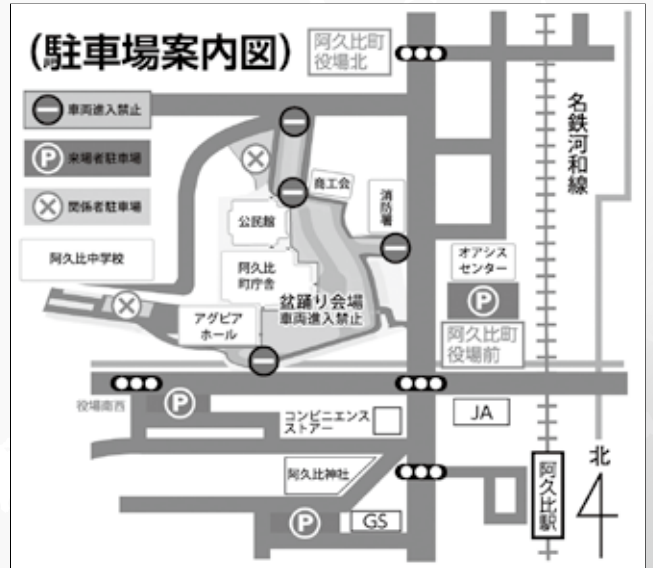 (駐車場案内図)
阿久比町
役場北
車両進入禁止
P
来場者駐車場
関係者駐車場
名鉄河和線
商工会
消防署
公民館
阿久比中学校
阿久比
町庁舎
オアシス
センター
盆踊り会場
車両進入禁止
P
アグピア
ホール
阿久比町
役場前
役場南西
P
コンビニエンス
ストアー
JA
阿久比神社
北
阿久比駅
P
GS